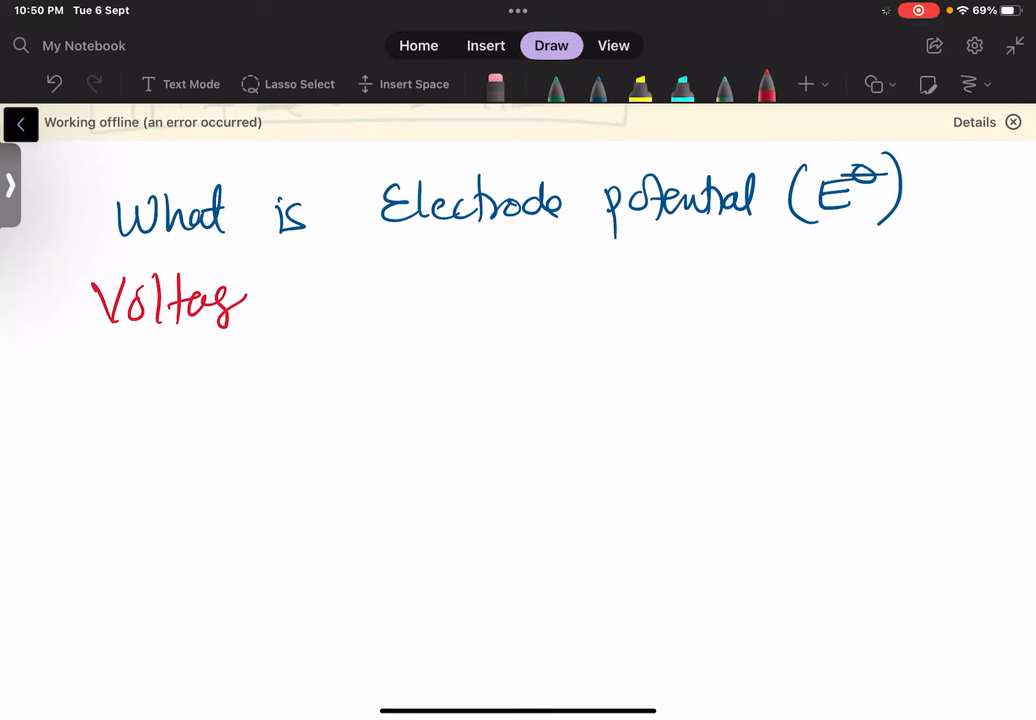 10:50 PM Tue 6 Sept
69%
My Notebook
Home Insert Draw View
Text Mode Lasso Select Insert Space
Working offline (an error occurred) Details
What is Electrode potential (E⦵)
Voltag